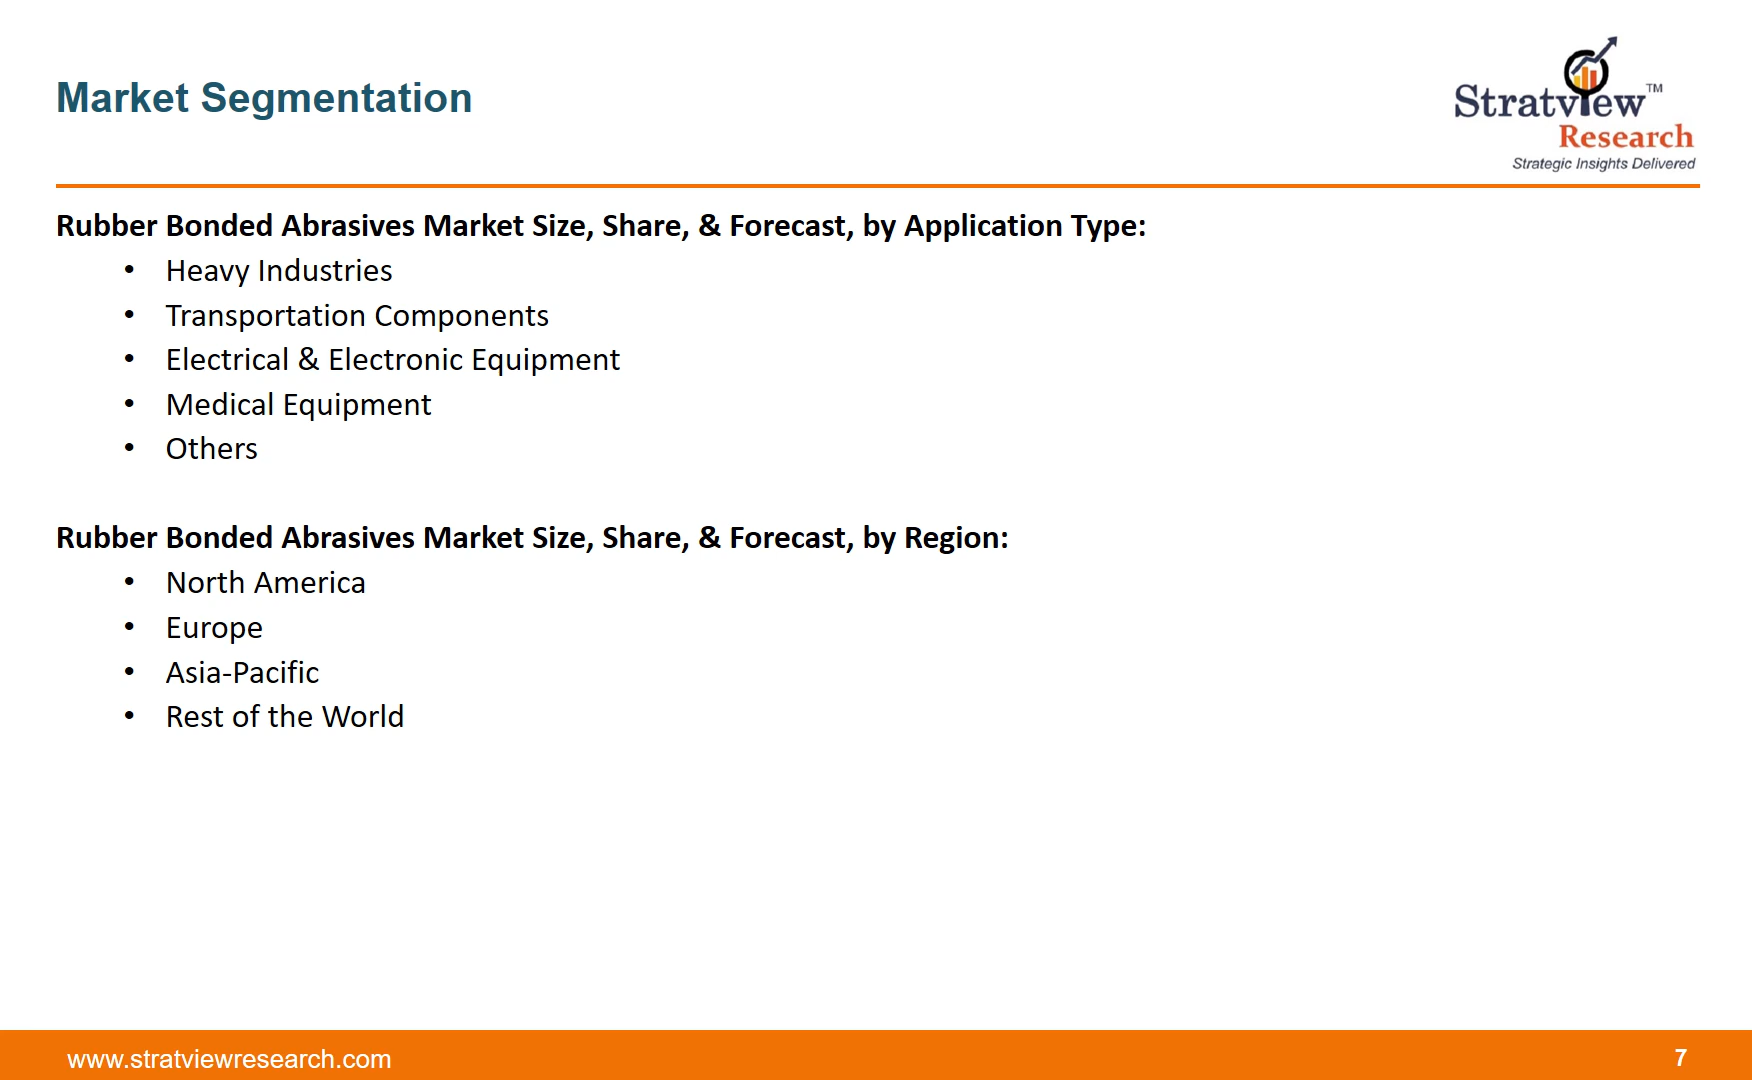 Market Segmentation
Stratview™
Research
Strategic Insights Delivered
Rubber Bonded Abrasives Market Size, Share, & Forecast, by Application Type:
• Heavy Industries
• Transportation Components
• Electrical & Electronic Equipment
• Medical Equipment
• Others
Rubber Bonded Abrasives Market Size, Share, & Forecast, by Region:
• North America
• Europe
• Asia-Pacific
• Rest of the World
www.stratviewresearch.com
7